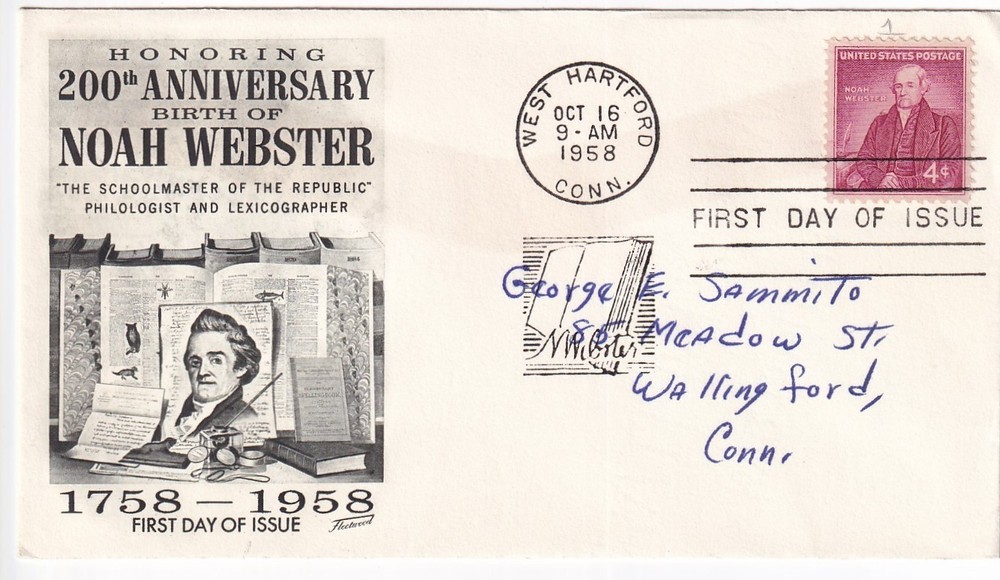 HONORING
200th ANNIVERSARY
BIRTH OF
NOAH WEBSTER
"THE SCHOOLMASTER OF THE REPUBLIC"
PHILOLOGIST AND LEXICOGRAPHER
1758 — 1958
FIRST DAY OF ISSUE
Fleetwood
WEST HARTFORD
OCT 16
9 - AM
1958
CONN.
1
UNITED STATES POSTAGE
NOAH
WEBSTER
4¢
FIRST DAY OF ISSUE
N Webster
George E. Sammito
Meadow St.
Wallingford,
Conn.